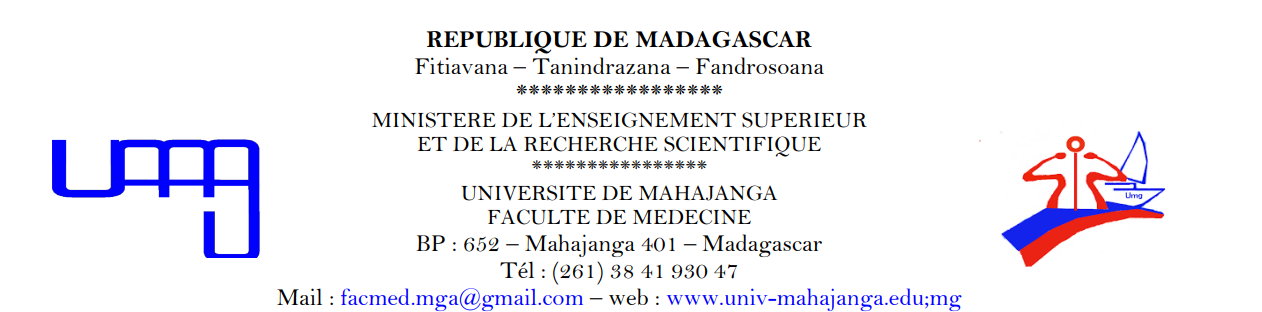 REPUBLIQUE DE MADAGASCAR
Fitiavana – Tanindrazana – Fandrosoana
*****************
MINISTERE DE L'ENSEIGNEMENT SUPERIEUR
ET DE LA RECHERCHE SCIENTIFIQUE
****************
UNIVERSITE DE MAHAJANGA
FACULTE DE MEDECINE
BP : 652 – Mahajanga 401 – Madagascar
Tél : (261) 38 41 930 47
Mail : facmed.mga@gmail.com – web : www.univ-mahajanga.edu;mg
umg
Umg